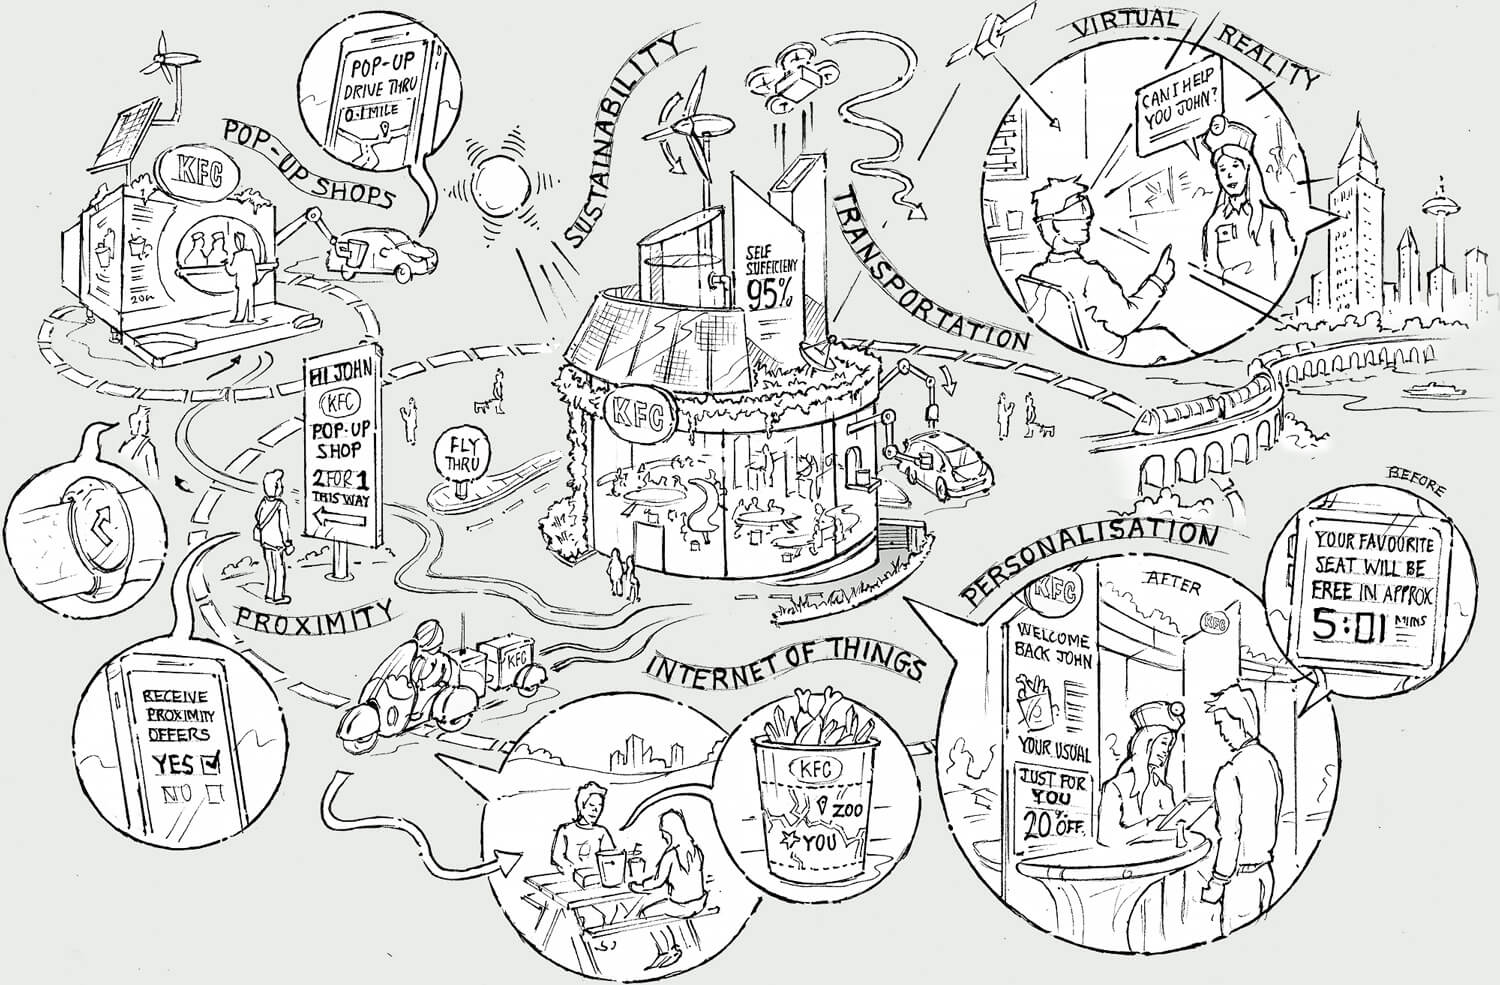 POP-UP
DRIVE THRU
0.1 MILE
POP-UP SHOPS
KFC
SUSTAINABILITY
SELF
SUFFICIENY
95%
KFC
TRANSPORTATION
VIRTUAL REALITY
CAN I HELP
YOU JOHN?
HI JOHN
KFC
POP-UP
SHOP
2 FOR 1
THIS WAY
FLY
THRU
PROXIMITY
RECEIVE
PROXIMITY
OFFERS
YES
NO
KFC
INTERNET OF THINGS
KFC
ZOO
YOU
PERSONALISATION
KFC
AFTER
KFC
WELCOME
BACK JOHN
YOUR USUAL
JUST FOR
YOU
20% OFF.
BEFORE
YOUR FAVOURITE
SEAT WILL BE
FREE IN APPROX
5:01 MINS